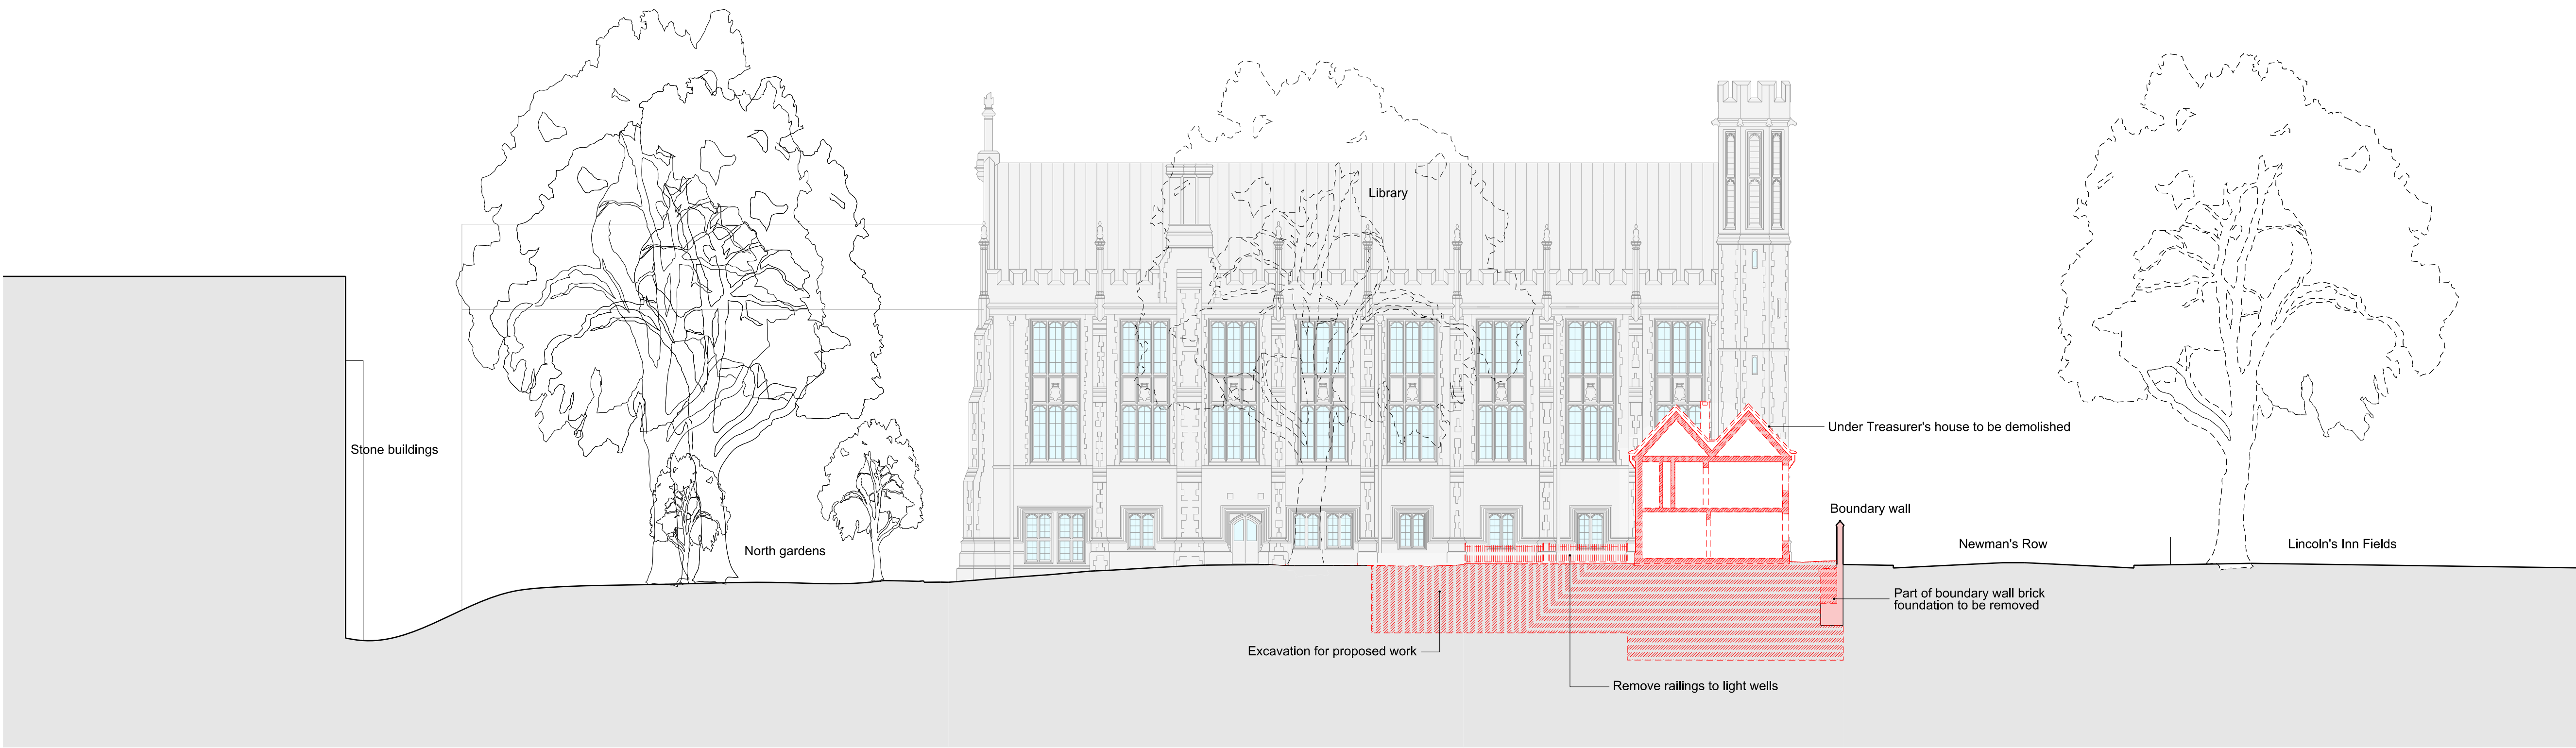 Library
Under Treasurer's house to be demolished
Stone buildings
Boundary wall
North gardens
Newman's Row
Lincoln's Inn Fields
Part of boundary wall brick
foundation to be removed
Excavation for proposed work
Remove railings to light wells